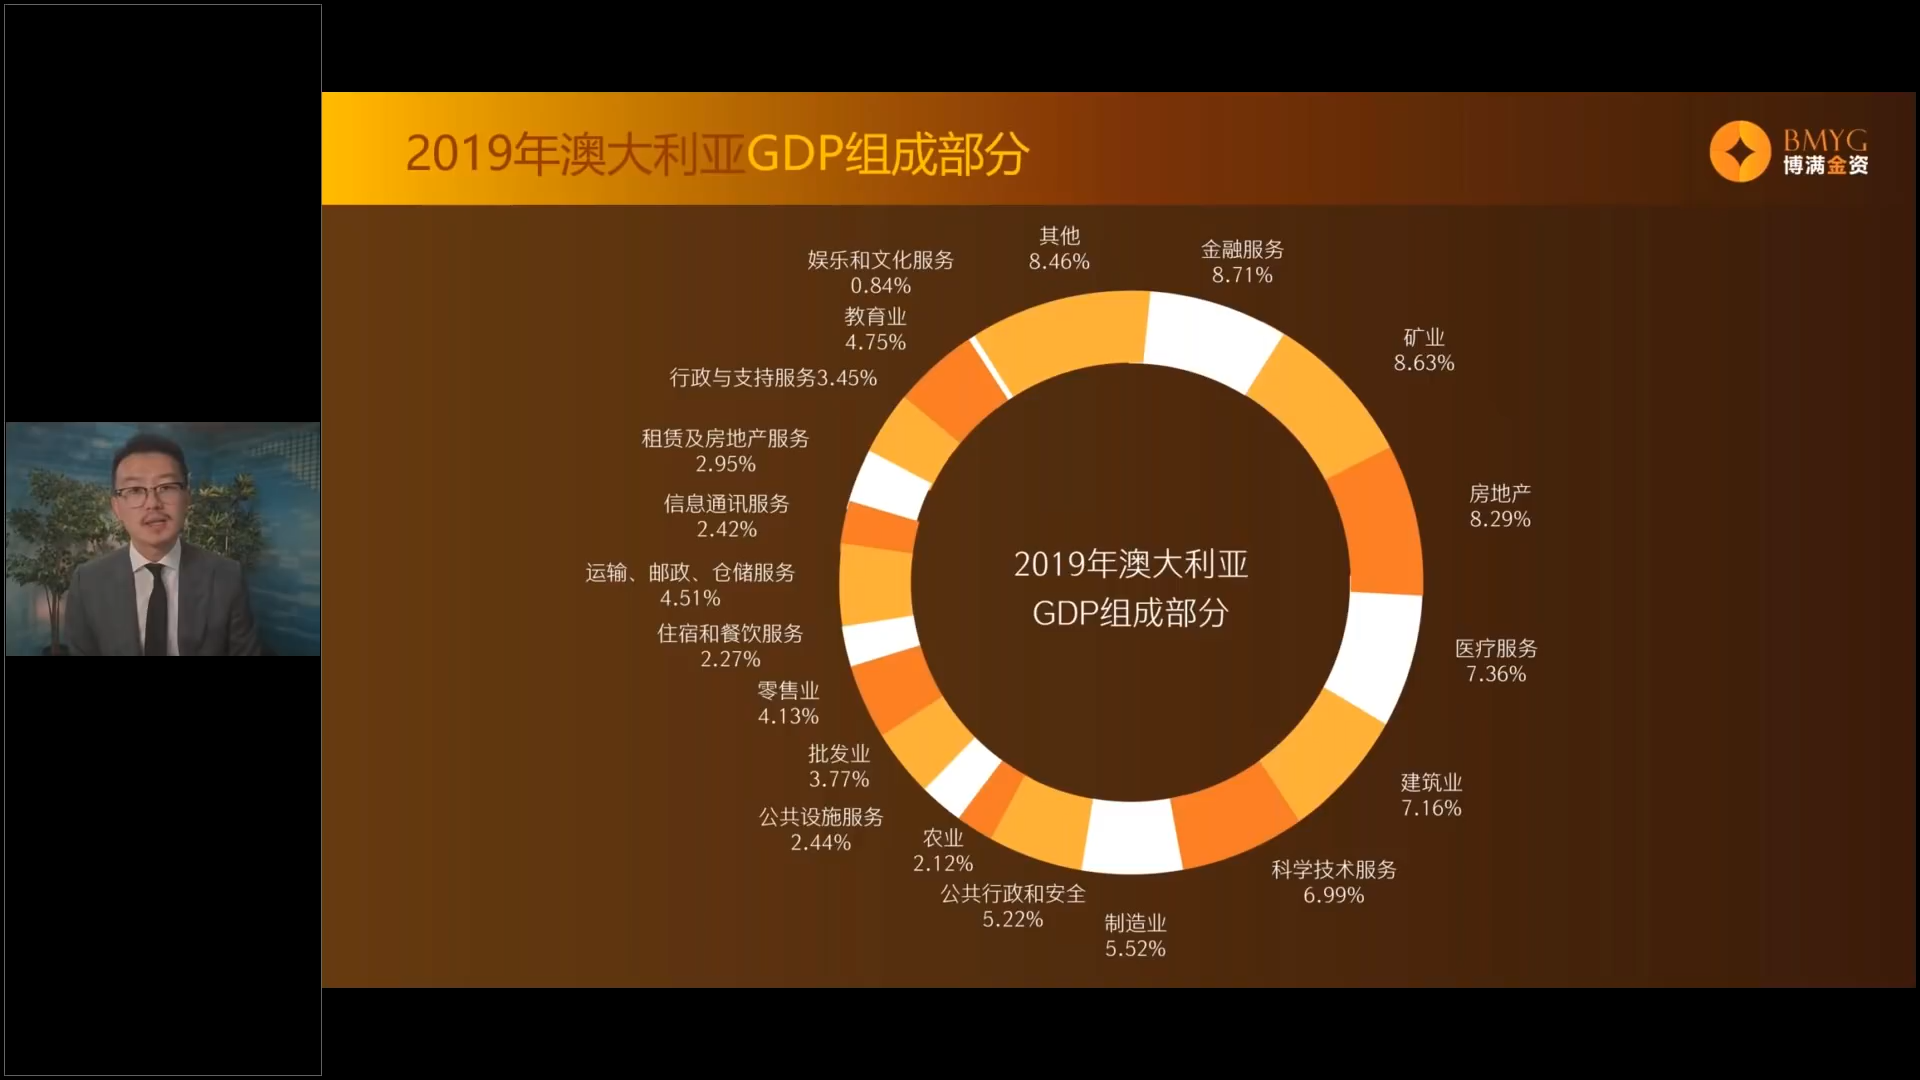 2019年澳大利亚GDP组成部分
BMYG
博满金资
其他
8.46%
金融服务
8.71%
矿业
8.63%
房地产
8.29%
医疗服务
7.36%
建筑业
7.16%
科学技术服务
6.99%
制造业
5.52%
公共行政和安全
5.22%
农业
2.12%
公共设施服务
2.44%
批发业
3.77%
零售业
4.13%
住宿和餐饮服务
2.27%
运输、邮政、仓储服务
4.51%
信息通讯服务
2.42%
租赁及房地产服务
2.95%
行政与支持服务3.45%
教育业
4.75%
娱乐和文化服务
0.84%
2019年澳大利亚
GDP组成部分